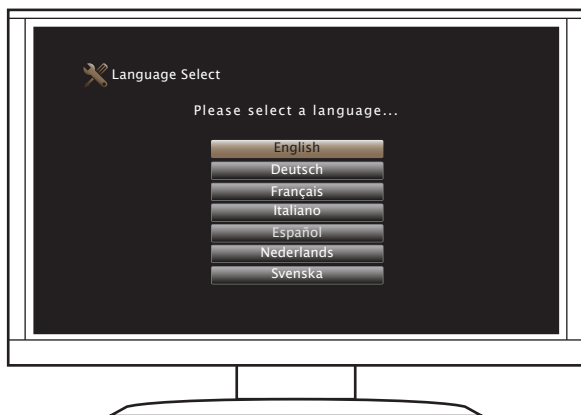 Language Select
Please select a language...
English
Deutsch
Français
Italiano
Español
Nederlands
Svenska